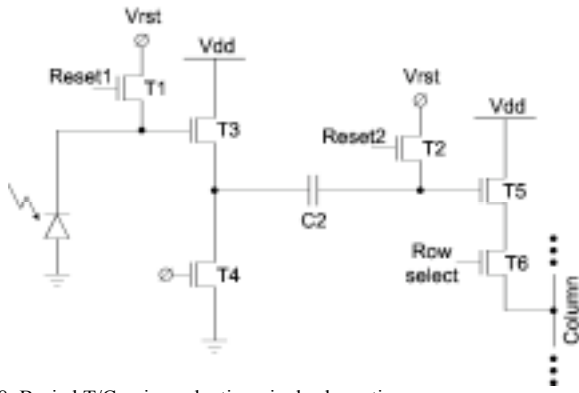 Vrst
Vdd
Reset1
T1
Vrst
Vdd
T3
Reset2
T2
T5
C2
Row
select
T6
T4
Column